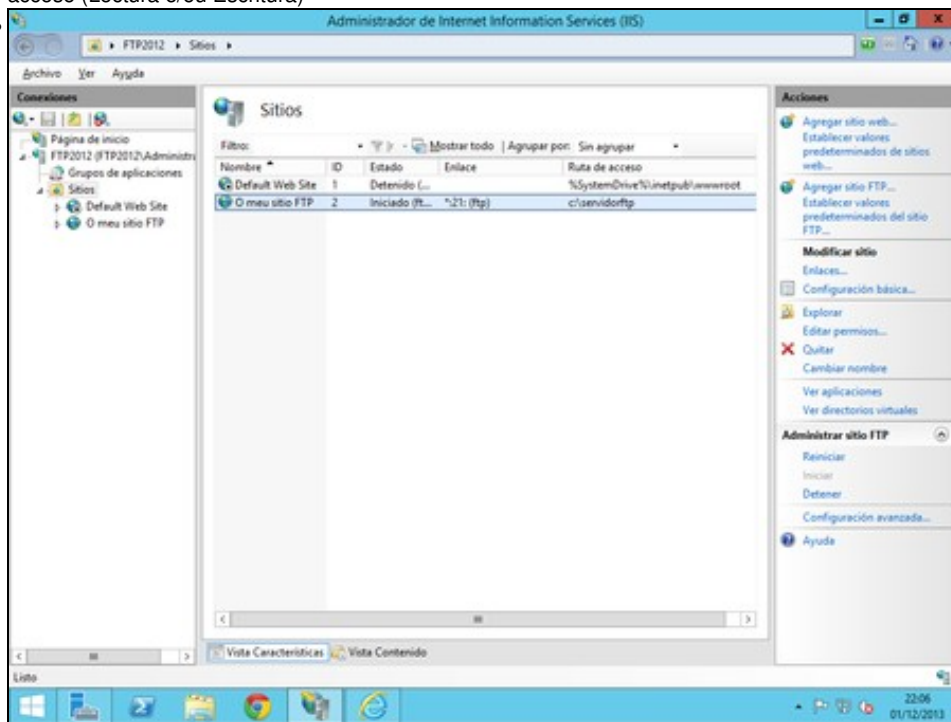 acceso (Lectura e/ou Escritura)
Administrador de Internet Information Services (IIS)
FTP2012 Sitios
Archivo Ver Ayuda
Conexiones
Página de inicio
FTP2012 (FTP2012\Administr
Grupos de aplicaciones
Sitios
Default Web Site
O meu sitio FTP
Sitios
Filtro: Mostrar todo Agrupar por: Sin agrupar
Nombre ID Estado Enlace Ruta de acceso
Default Web Site 1 Detenido (... %SystemDrive%\inetpub\wwwroot
O meu sitio FTP 2 Iniciado (ft... *:21: (ftp) c:\servidorftp
Vista Características Vista Contenido
Acciones
Agregar sitio web...
Establecer valores
predeterminados de sitios
web...
Agregar sitio FTP...
Establecer valores
predeterminados del sitio
FTP...
Modificar sitio
Enlaces...
Configuración básica...
Explorar
Editar permisos...
Quitar
Cambiar nombre
Ver aplicaciones
Ver directorios virtuales
Administrar sitio FTP
Reiniciar
Iniciar
Detener
Configuración avanzada...
Ayuda
Listo
22:06
01/12/2013